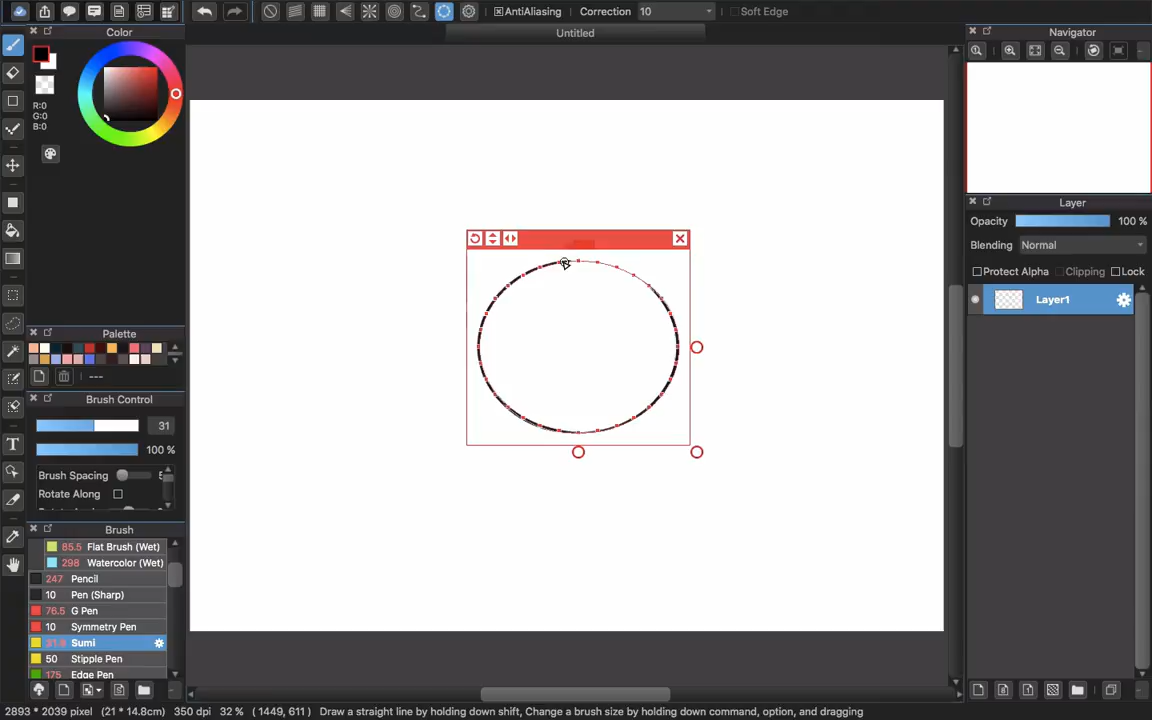 AntiAliasing Correction 10 Soft Edge
Untitled
Color
R:0
G:0
B:0
Palette
---
Brush Control
31
100 %
Brush Spacing
Rotate Along
Brush
85.5 Flat Brush (Wet)
298 Watercolor (Wet)
247 Pencil
10 Pen (Sharp)
76.5 G Pen
10 Symmetry Pen
Sumi
50 Stipple Pen
175 Edge Pen
Navigator
Layer
Opacity 100 %
Blending Normal
Protect Alpha Clipping Lock
Layer1
2893 * 2039 pixel (21 * 14.8cm) 350 dpi 32 % ( 1449, 611 ) Draw a straight line by holding down shift, Change a brush size by holding down command, option, and dragging